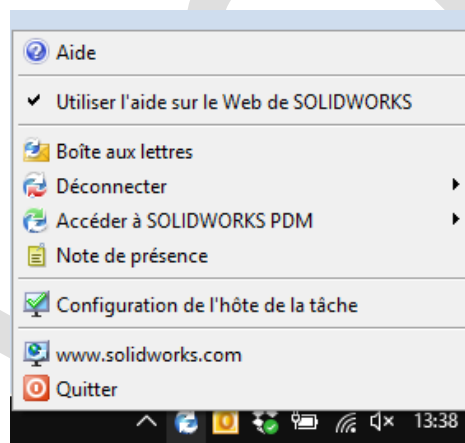 Aide
Utiliser l'aide sur le Web de SOLIDWORKS
Boîte aux lettres
Déconnecter
Accéder à SOLIDWORKS PDM
Note de présence
Configuration de l'hôte de la tâche
www.solidworks.com
Quitter
13:38